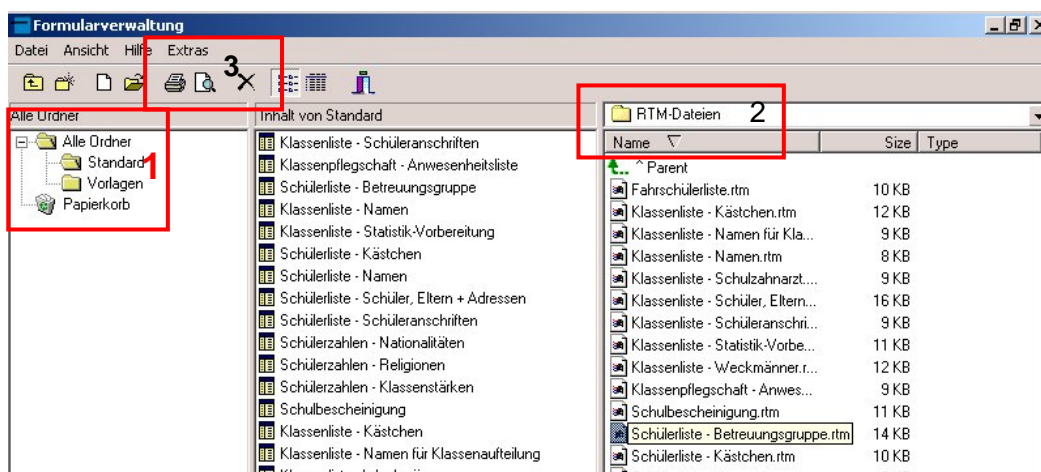 Formularverwaltung
Datei Ansicht Hilfe Extras
3
Alle Ordner
Alle Ordner
Standard
1
Vorlagen
Papierkorb
Inhalt von Standard
Klassenliste - Schüleranschriften
Klassenpflegschaft - Anwesenheitsliste
Schülerliste - Betreuungsgruppe
Klassenliste - Namen
Klassenliste - Statistik-Vorbereitung
Schülerliste - Kästchen
Schülerliste - Namen
Schülerliste - Schüler, Eltern + Adressen
Schülerliste - Schüleranschriften
Schülerzahlen - Nationalitäten
Schülerzahlen - Religionen
Schülerzahlen - Klassenstärken
Schulbescheinigung
Klassenliste - Kästchen
Klassenliste - Namen für Klassenaufteilung
RTM-Dateien 2
Name Size Type
^ Parent
Fahrschülerliste.rtm 10 KB
Klassenliste - Kästchen.rtm 12 KB
Klassenliste - Namen für Kla... 9 KB
Klassenliste - Namen.rtm 8 KB
Klassenliste - Schulzahnarzt.... 9 KB
Klassenliste - Schüler, Eltern... 16 KB
Klassenliste - Schüleranschri... 9 KB
Klassenliste - Statistik-Vorbe... 11 KB
Klassenliste - Weckmänner.r... 12 KB
Klassenpflegschaft - Anwes... 9 KB
Schulbescheinigung.rtm 11 KB
Schülerliste - Betreuungsgruppe.rtm 14 KB
Schülerliste - Kästchen.rtm 10 KB